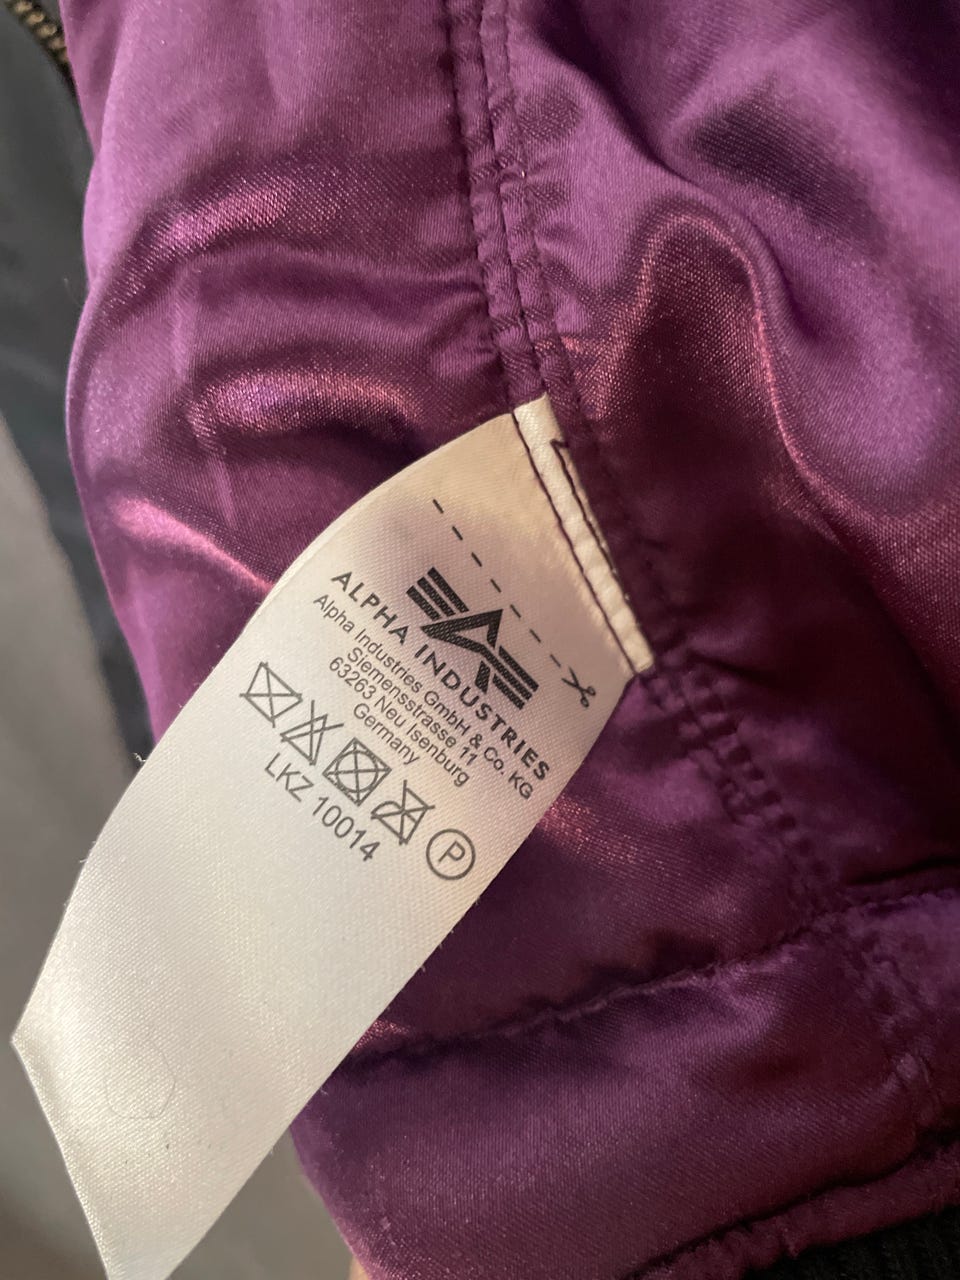 ALPHA INDUSTRIES
Alpha Industries GmbH & Co. KG
Siemensstrasse 11
63263 Neu Isenburg
Germany
P
LKZ 10014